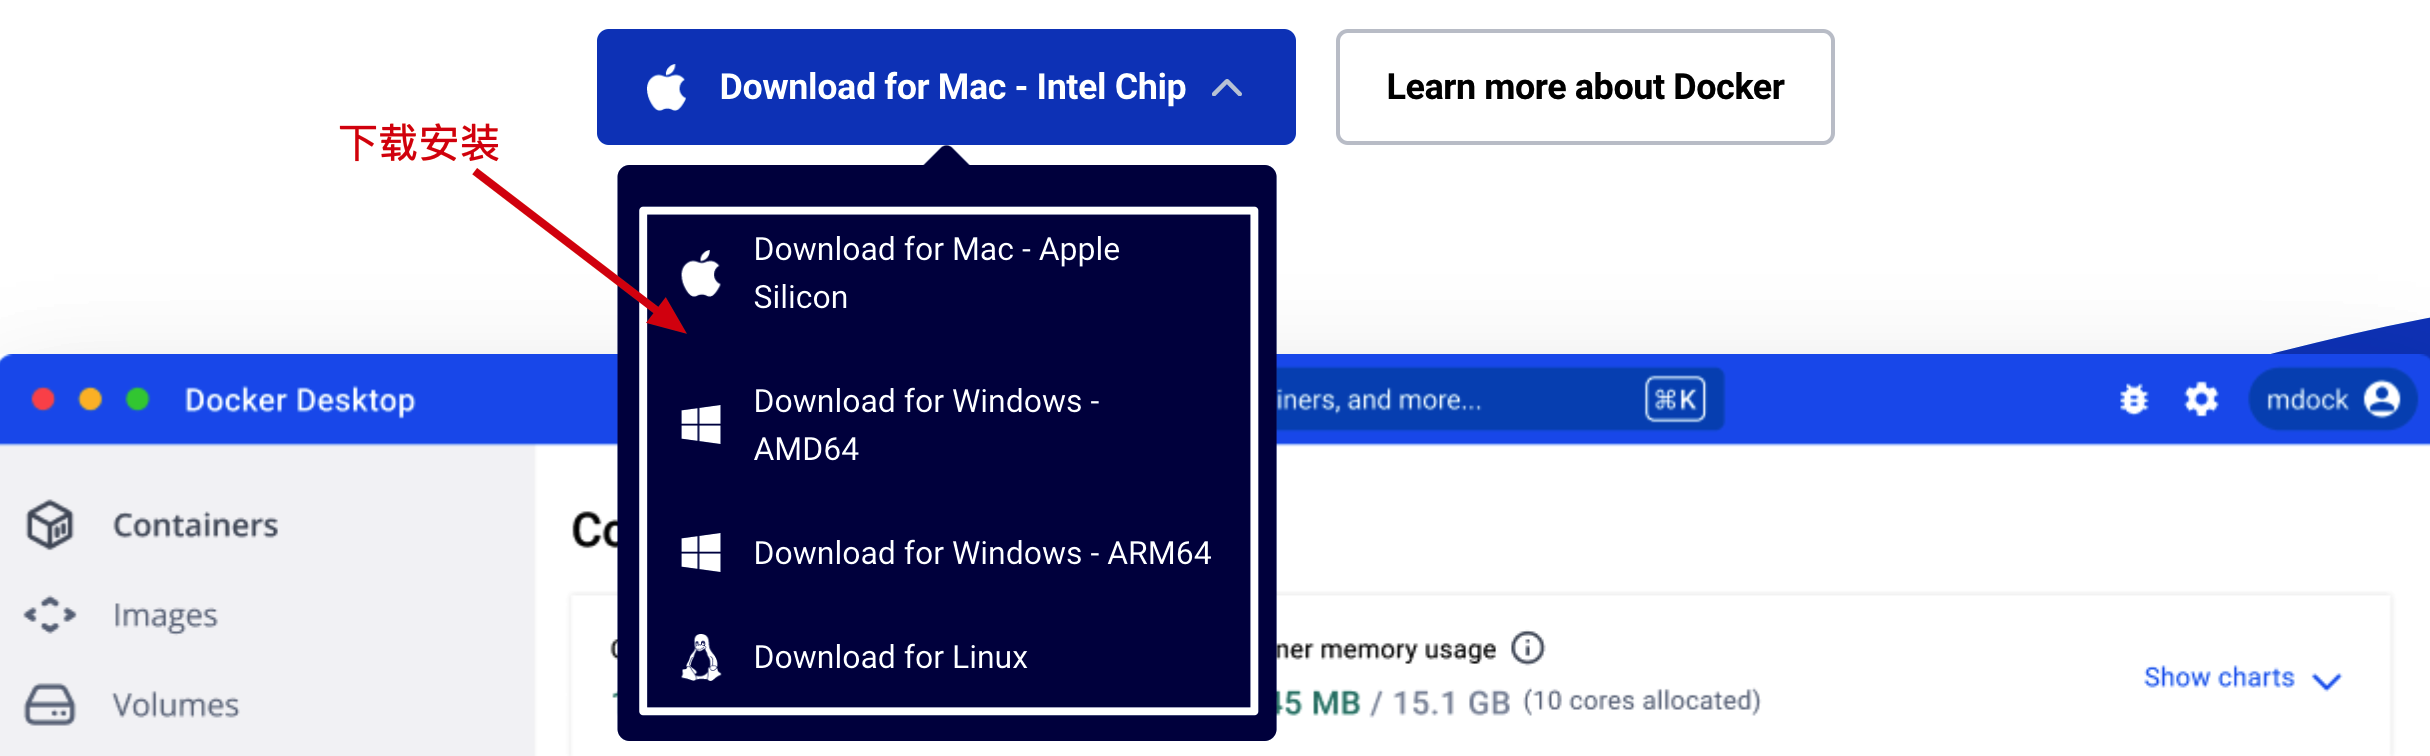 Download for Mac - Intel Chip
Learn more about Docker
下载安装
Download for Mac - Apple
Silicon
Download for Windows -
AMD64
Download for Windows - ARM64
Download for Linux
Docker Desktop
iners, and more...
⌘K
mdock
Containers
Images
Volumes
Co
ner memory usage
45 MB / 15.1 GB (10 cores allocated)
Show charts